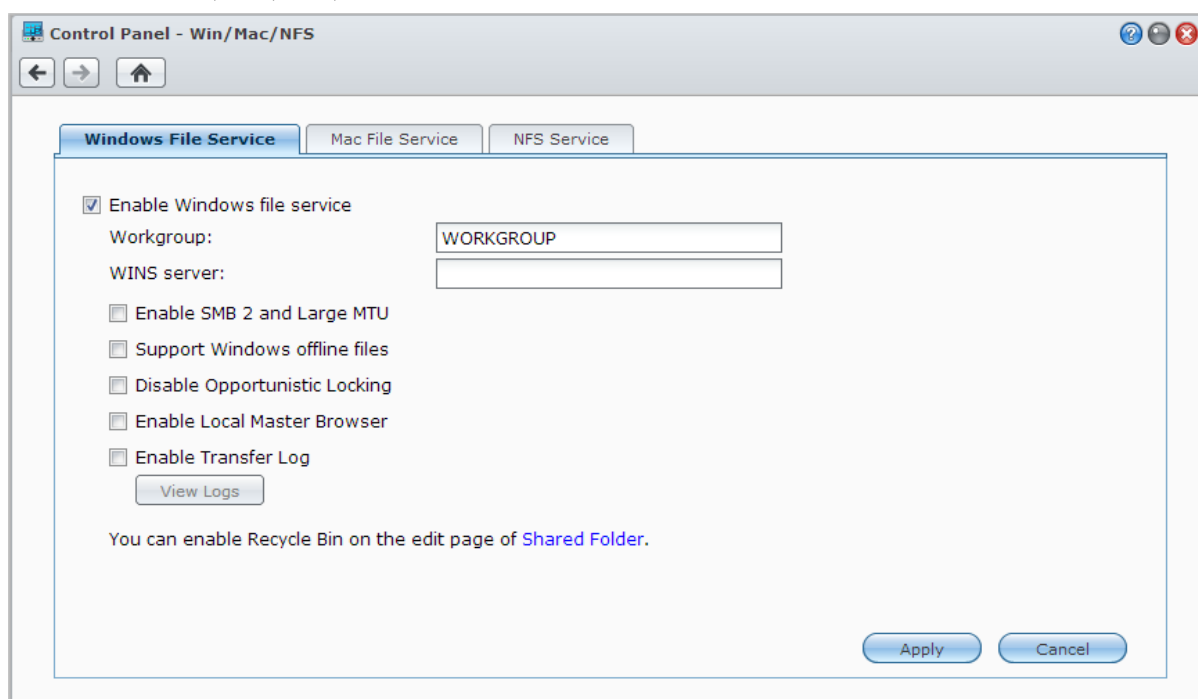 Control Panel - Win/Mac/NFS
Windows File Service
Mac File Service
NFS Service
Enable Windows file service
Workgroup:
WORKGROUP
WINS server:
Enable SMB 2 and Large MTU
Support Windows offline files
Disable Opportunistic Locking
Enable Local Master Browser
Enable Transfer Log
View Logs
You can enable Recycle Bin on the edit page of Shared Folder.
Apply
Cancel